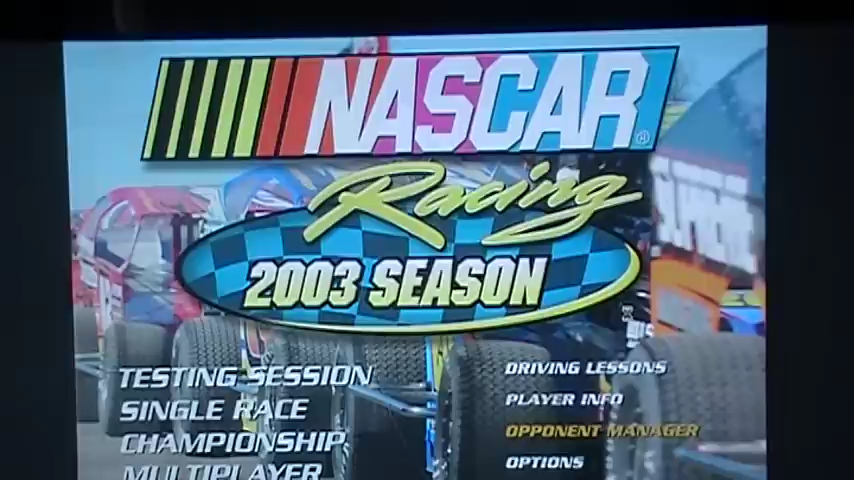 NASCAR
Racing
2003 SEASON
TESTING SESSION
SINGLE RACE
CHAMPIONSHIP
MULTIPLAYER
DRIVING LESSONS
PLAYER INFO
OPPONENT MANAGER
OPTIONS